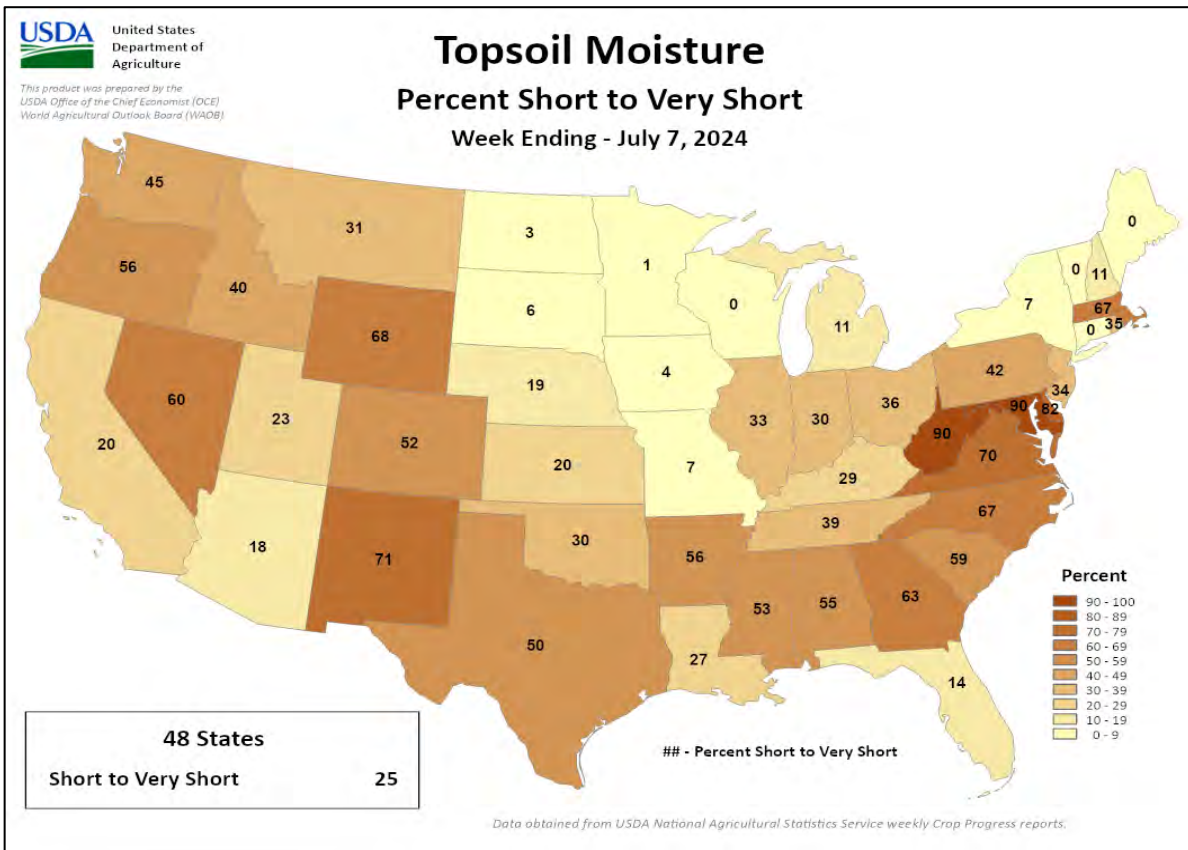 USDA
United States
Department of
Agriculture
This product was prepared by the
USDA Office of the Chief Economist (OCE)
World Agricultural Outlook Board (WAOB)
Topsoil Moisture
Percent Short to Very Short
Week Ending - July 7, 2024
45
31
3
1
0
56
40
6
0
0
11
7
67
0
35
68
11
4
19
42
60
23
52
33
30
36
34
20
90
90
82
20
7
70
29
18
71
30
39
67
56
59
53
55
63
50
27
14
Percent
90 - 100
80 - 89
70 - 79
60 - 69
50 - 59
40 - 49
30 - 39
20 - 29
10 - 19
0 - 9
48 States
Short to Very Short 25
## - Percent Short to Very Short
Data obtained from USDA National Agricultural Statistics Service weekly Crop Progress reports.